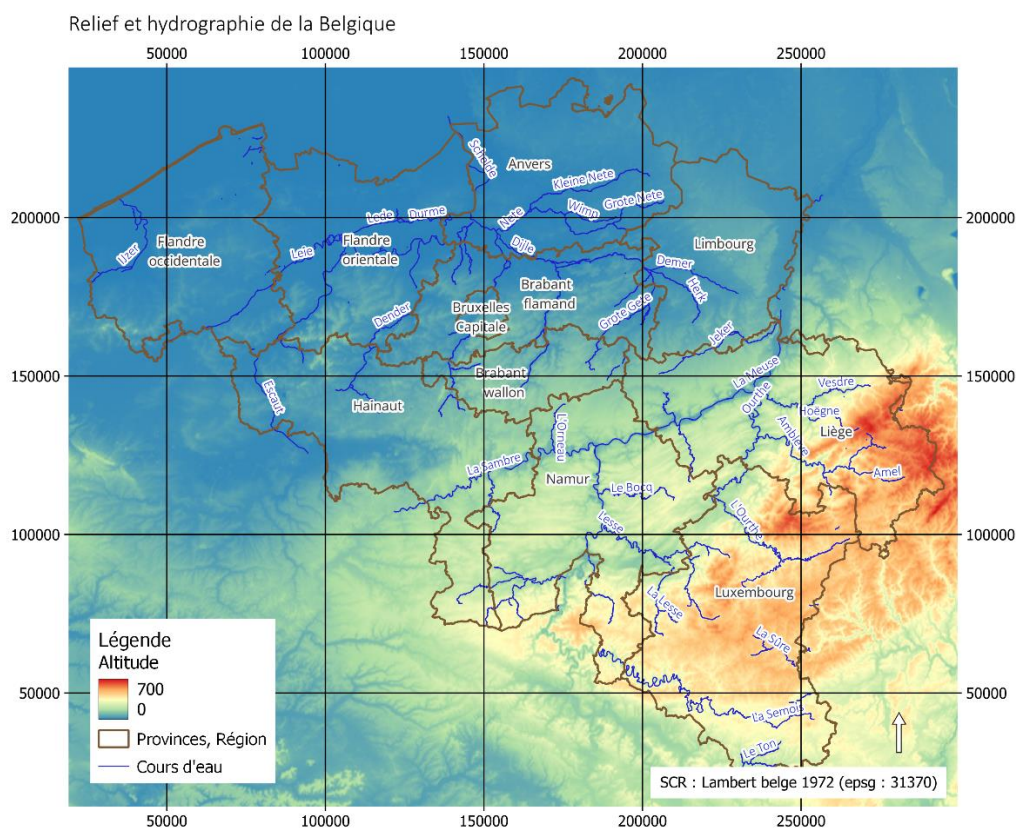 Relief et hydrographie de la Belgique
50000 100000 150000 200000 250000
Schelde
Anvers
Kleine Nete
Grote Nete
Wimp
Nete
200000 200000
Lede
Durme
Leie
IJzer
Flandre
occidentale
Flandre
orientale
Dijle
Limbourg
Demer
Herk
Brabant
flamand
Grote Gete
Bruxelles
Capitale
Dender
Jeker
150000 150000
La Meuse
Brabant
wallon
Vesdre
Ourthe
Hoëgne
Liège
Amblève
Amel
Escaut
Hainaut
L'Orneau
La Sambre
Namur
Le Bocq
Lesse
L'Ourthe
100000 100000
Luxembourg
La Lesse
La Sûre
50000 50000
La Semois
Le Ton
Légende
Altitude
700
0
Provinces, Région
Cours d'eau
SCR : Lambert belge 1972 (epsg : 31370)
50000 100000 150000 200000 250000